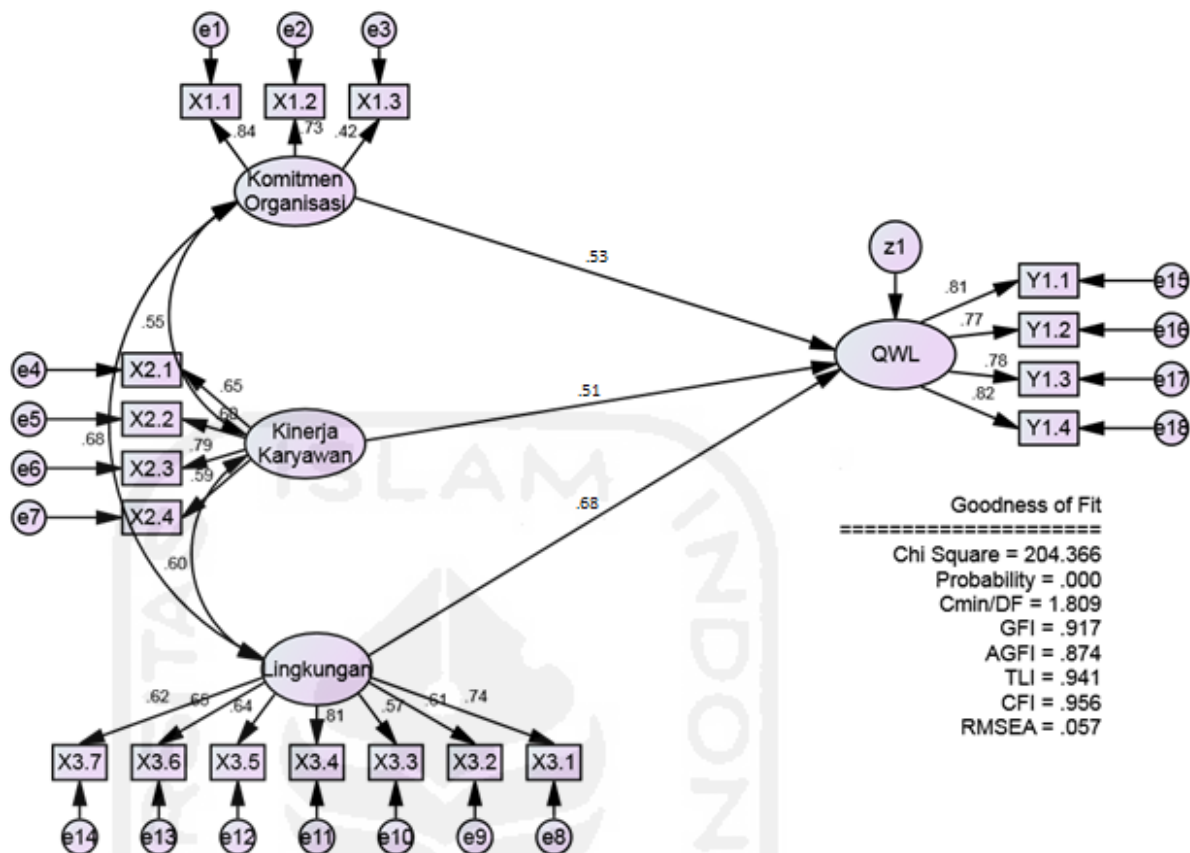 e1
e2
e3
X1.1
X1.2
X1.3
.84
.73
.42
Komitmen
Organisasi
.53
z1
.81
Y1.1
e15
.77
Y1.2
e16
QWL
.78
Y1.3
e17
.82
Y1.4
e18
.55
e4
X2.1
.65
e5
X2.2
e6
X2.3
.79
e7
X2.4
.59
Kinerja
Karyawan
.51
.68
.68
.60
ISLAM
INDON
RSITAS
Goodness of Fit
======================
Chi Square = 204.366
Probability = .000
Cmin/DF = 1.809
GFI = .917
AGFI = .874
TLI = .941
CFI = .956
RMSEA = .057
Lingkungan
.62
.65
.64
.81
.57
.61
.74
X3.7
X3.6
X3.5
X3.4
X3.3
X3.2
X3.1
e14
e13
e12
e11
e10
e9
e8